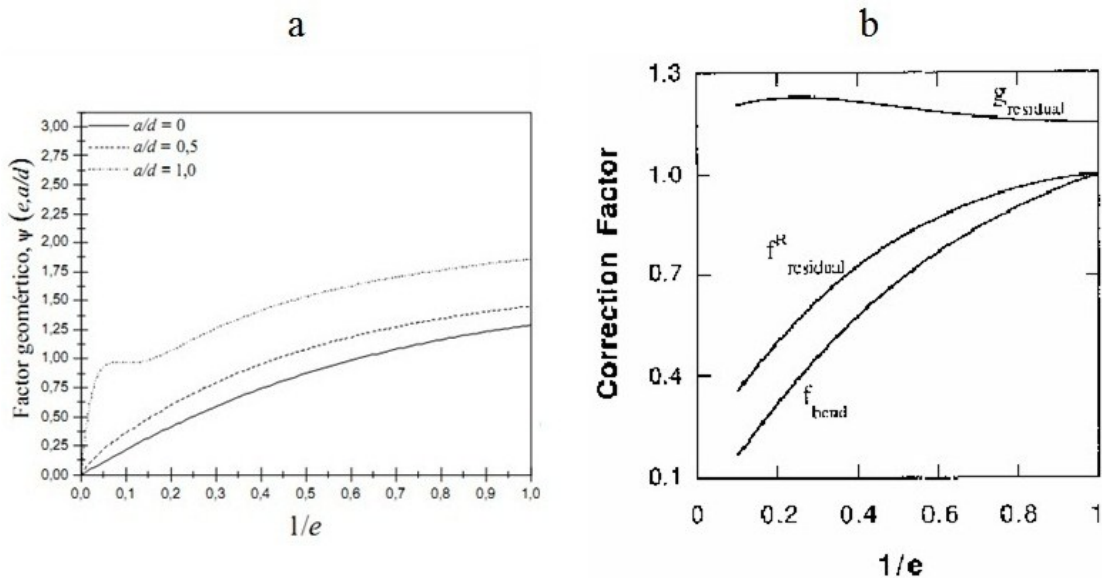 a
Factor geomértico, ψ (e,a/d)
3,00
2,75
2,50
2,25
2,00
1,75
1,50
1,25
1,00
0,75
0,50
0,25
0,00
a/d = 0
a/d = 0,5
a/d = 1,0
0,0 0,1 0,2 0,3 0,4 0,5 0,6 0,7 0,8 0,9 1,0
1/e
b
Correction Factor
1.3
1.0
0.7
0.4
0.1
g residual
f R residual
f bend
0 0.2 0.4 0.6 0.8 1
1/e